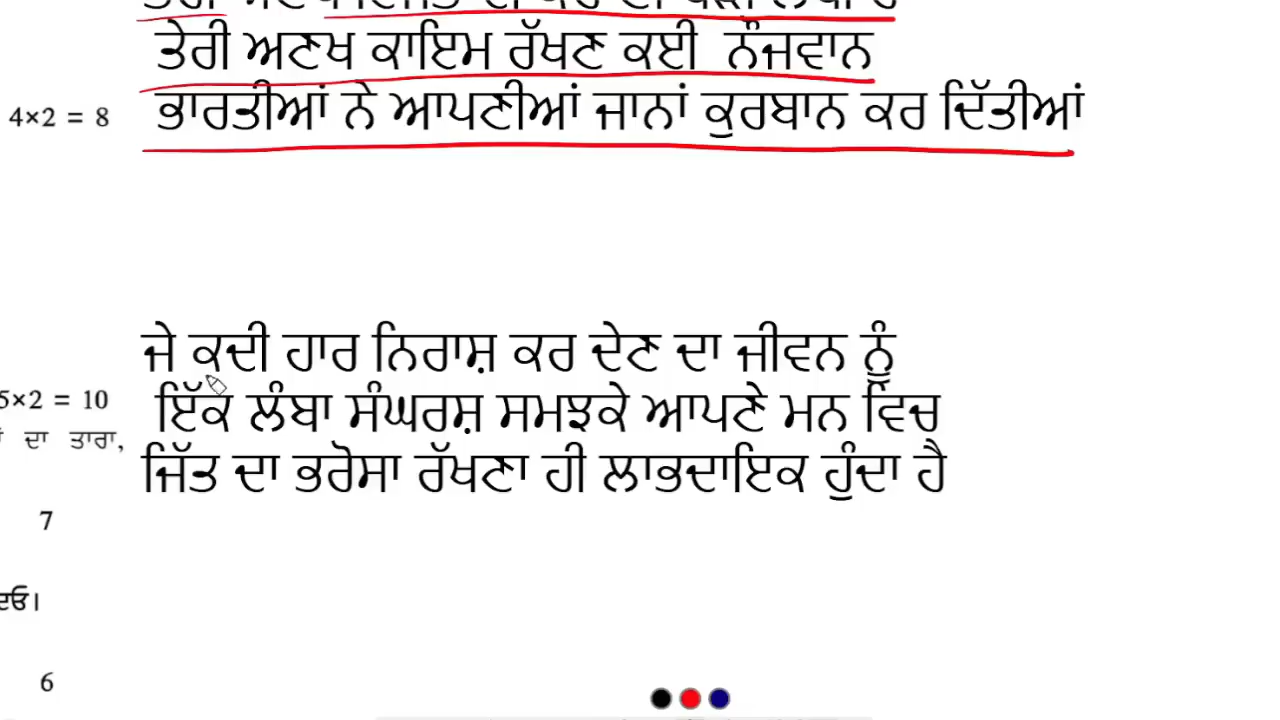 ਤੇਰੀ ਅਣਖ ਕਾਇਮ ਰੱਖਣ ਕਈ ਨੌਜਵਾਨ
4×2 = 8 ਭਾਰਤੀਆਂ ਨੇ ਆਪਣੀਆਂ ਜਾਨਾਂ ਕੁਰਬਾਨ ਕਰ ਦਿੱਤੀਆਂ
ਜੇ ਕਦੀ ਹਾਰ ਨਿਰਾਸ਼ ਕਰ ਦੇਣ ਦਾ ਜੀਵਨ ਨੂੰ
5×2 = 10 ਇੱਕ ਲੰਬਾ ਸੰਘਰਸ਼ ਸਮਝਕੇ ਆਪਣੇ ਮਨ ਵਿਚ
ਦਾ ਤਾਰਾ,
ਜਿੱਤ ਦਾ ਭਰੋਸਾ ਰੱਖਣਾ ਹੀ ਲਾਭਦਾਇਕ ਹੁੰਦਾ ਹੈ
7
6